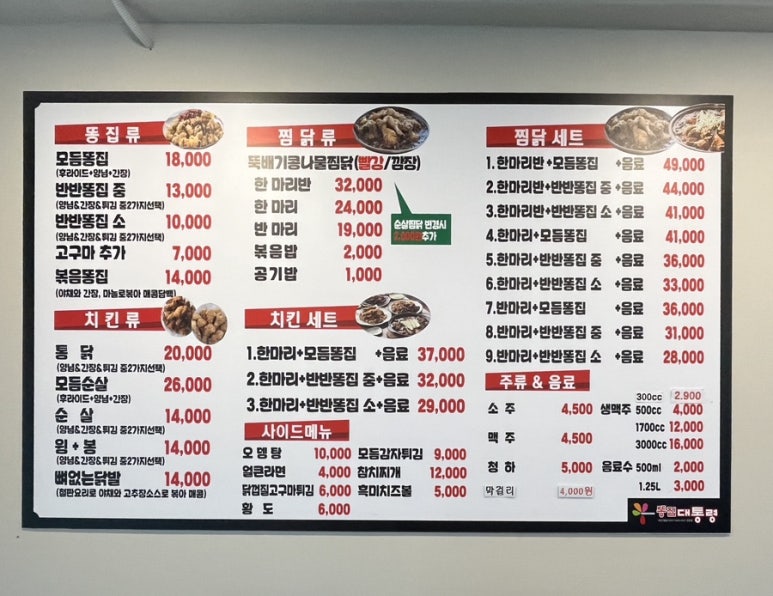 똥집류
모듬똥집 18,000
(후라이드+양념+간장)
반반똥집 중 13,000
(양념&간장&튀김 중2가지선택)
반반똥집 소 10,000
(양념&간장&튀김 중2가지선택)
고구마 추가 7,000
볶음똥집 14,000
(야채와 간장, 마늘로볶아 매콤담백)
치킨류
통 닭 20,000
(양념&간장&튀김 중2가지선택)
모듬순살 26,000
(후라이드+양념+간장)
순 살 14,000
(양념&간장&튀김 중2가지선택)
윙+봉 14,000
(양념&간장&튀김 중2가지선택)
뼈없는닭발 14,000
(철판요리로 야채와 고추장소스로 볶아 매콤)
찜닭류
뚝배기콩나물찜닭(빨강/깜장)
한 마리반 32,000
한 마리 24,000
반 마리 19,000
볶음밥 2,000
공기밥 1,000
순살찜닭 변경시
2,000원추가
치킨 세트
1.한마리+모듬똥집 +음료 37,000
2.한마리+반반똥집 중+음료 32,000
3.한마리+반반똥집 소+음료 29,000
사이드메뉴
오뎅탕 10,000 모듬감자튀김 9,000
얼큰라면 4,000 참치찌개 12,000
닭껍질고구마튀김 6,000 흑미치즈볼 5,000
황 도 6,000
찜닭세트
1.한마리반+모듬똥집 +음료 49,000
2.한마리반+반반똥집 중 +음료 44,000
3.한마리반+반반똥집 소 +음료 41,000
4.한마리+모듬똥집 +음료 41,000
5.한마리+반반똥집 중 +음료 36,000
6.한마리+반반똥집 소 +음료 33,000
7.반마리+모듬똥집 +음료 36,000
8.반마리+반반똥집 중 +음료 31,000
9.반마리+반반똥집 소 +음료 28,000
주류 & 음료
300cc 2.900
소 주 4,500 생맥주 500cc 4,000
1700cc 12,000
맥 주 4,500 3000cc 16,000
청 하 5,000 음료수 500ml 2,000
막걸리 4,000원 1.25L 3,000
똥집대통령